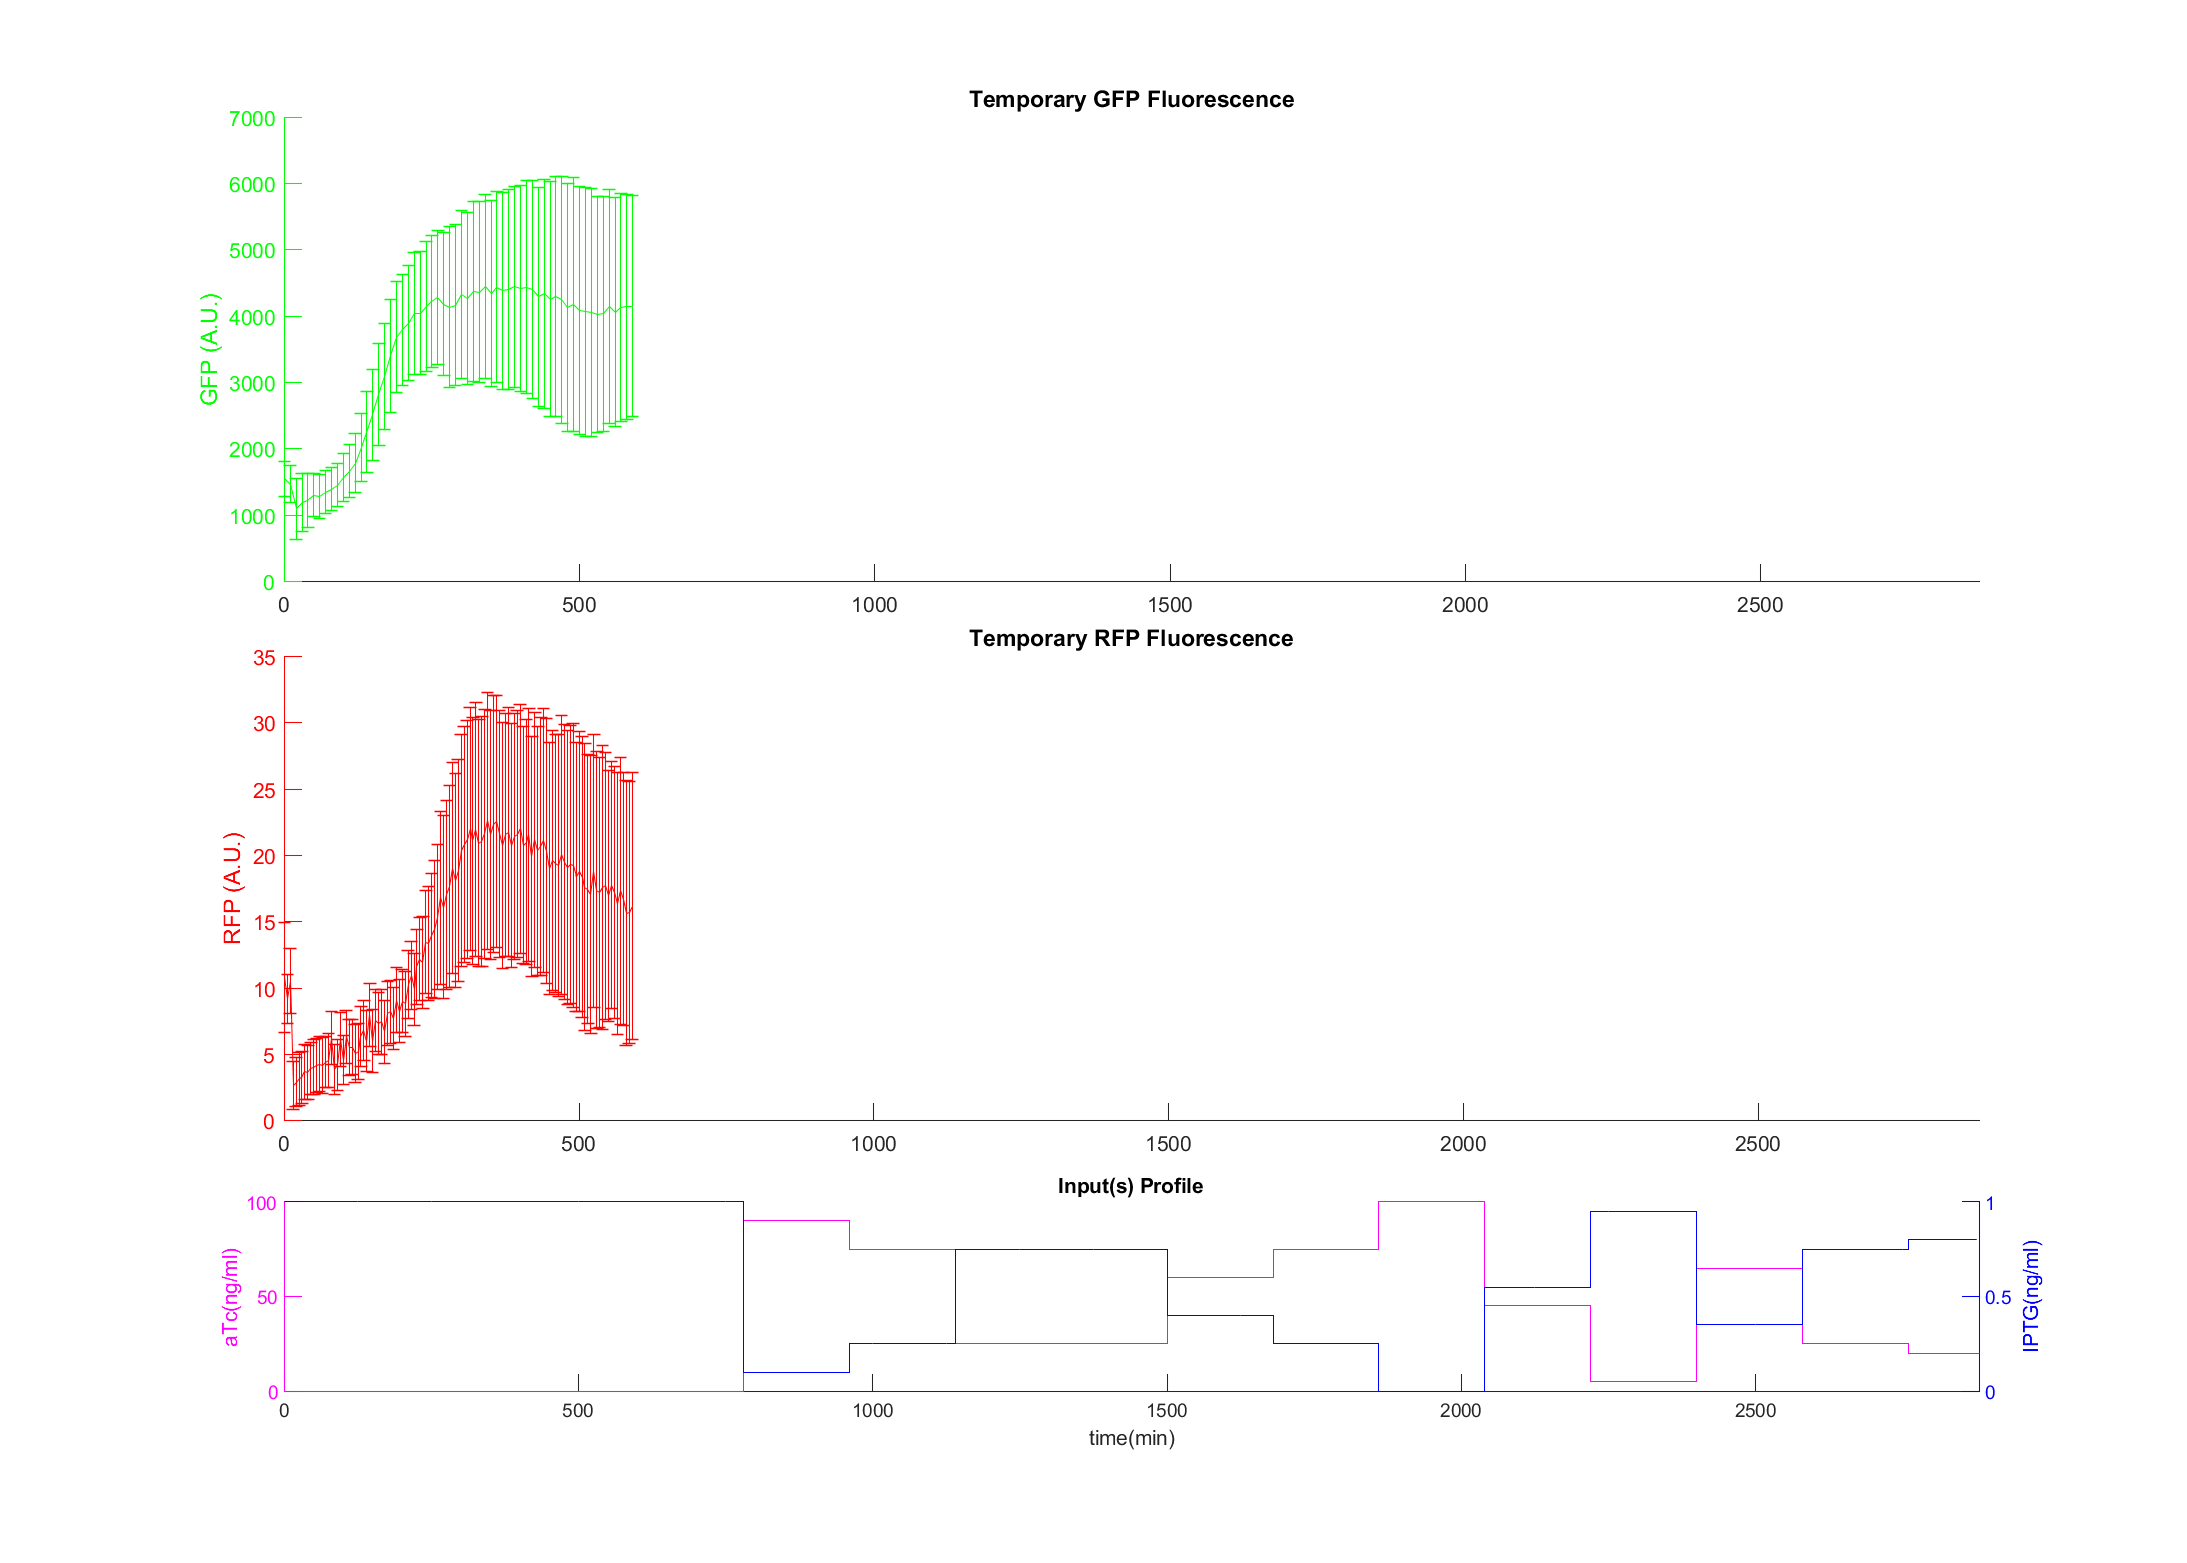 Temporary GFP Fluorescence
7000
6000
5000
4000
3000
2000
1000
0
GFP (A.U.)
0 500 1000 1500 2000 2500
Temporary RFP Fluorescence
35
30
25
20
15
10
5
0
RFP (A.U.)
0 500 1000 1500 2000 2500
Input(s) Profile
100
50
0
aTc(ng/ml)
1
0.5
0
IPTG(ng/ml)
0 500 1000 1500 2000 2500
time(min)